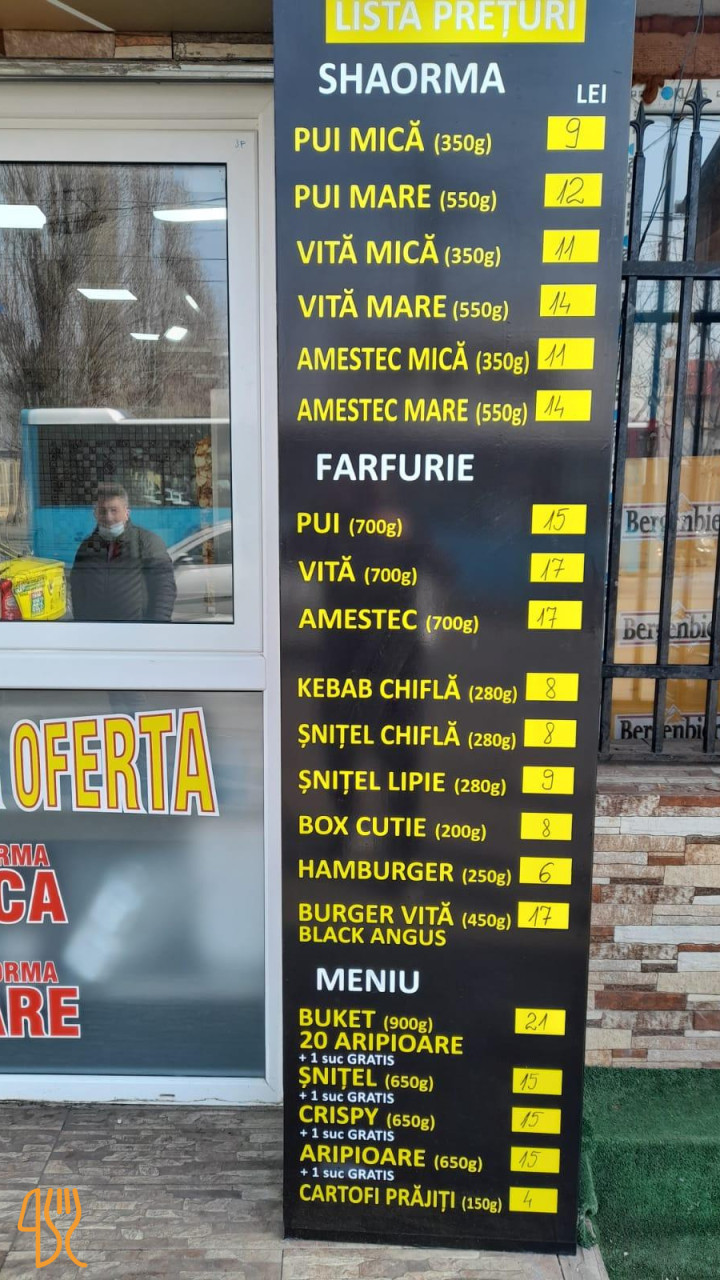 LISTA PREȚURI
SHAORMA
LEI
PUI MICĂ (350g) 9
PUI MARE (550g) 12
VITĂ MICĂ (350g) 11
VITĂ MARE (550g) 14
AMESTEC MICĂ (350g) 11
AMESTEC MARE (550g) 14
FARFURIE
PUI (700g) 15
VITĂ (700g) 17
AMESTEC (700g) 17
KEBAB CHIFLĂ (280g) 8
ȘNIȚEL CHIFLĂ (280g) 8
ȘNIȚEL LIPIE (280g) 9
BOX CUTIE (200g) 8
HAMBURGER (250g) 6
BURGER VITĂ (450g) 17
BLACK ANGUS
MENIU
BUKET (900g) 21
20 ARIPIOARE
+ 1 suc GRATIS
ȘNIȚEL (650g) 15
+ 1 suc GRATIS
CRISPY (650g) 15
+ 1 suc GRATIS
ARIPIOARE (650g) 15
+ 1 suc GRATIS
CARTOFI PRĂJIȚI (150g) 4
OFERTA
RMA
CA
ORMA
ARE
Bergenbie
Bergenbie
Bergenbie